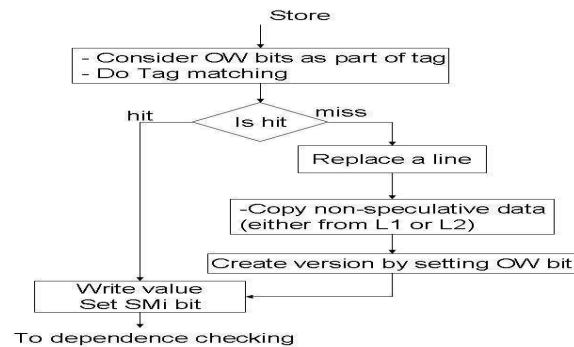 Store
- Consider OW bits as part of tag
- Do Tag matching
hit
Is hit
miss
Replace a line
-Copy non-speculative data
(either from L1 or L2)
Create version by setting OW bit
Write value
Set SMi bit
To dependence checking